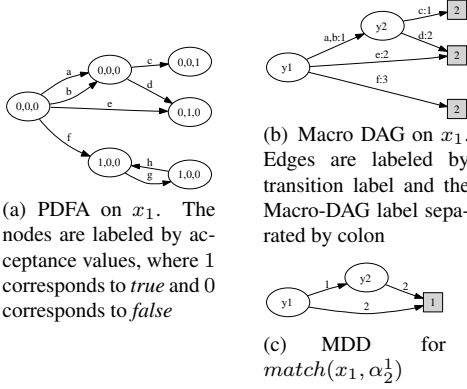 0,0,0
a
b
0,0,0
c
0,0,1
d
e
0,1,0
f
1,0,0
h
g
1,0,0
(a) PDFA on x₁. The
nodes are labeled by ac-
ceptance values, where 1
corresponds to true and 0
corresponds to false
y1
a,b:1
y2
c:1
2
d:2
e:2
2
f:3
2
(b) Macro DAG on x₁.
Edges are labeled by
transition label and the
Macro-DAG label sepa-
rated by colon
y1
1
y2
2
2
1
(c) MDD for
match(x₁, α¹₂)